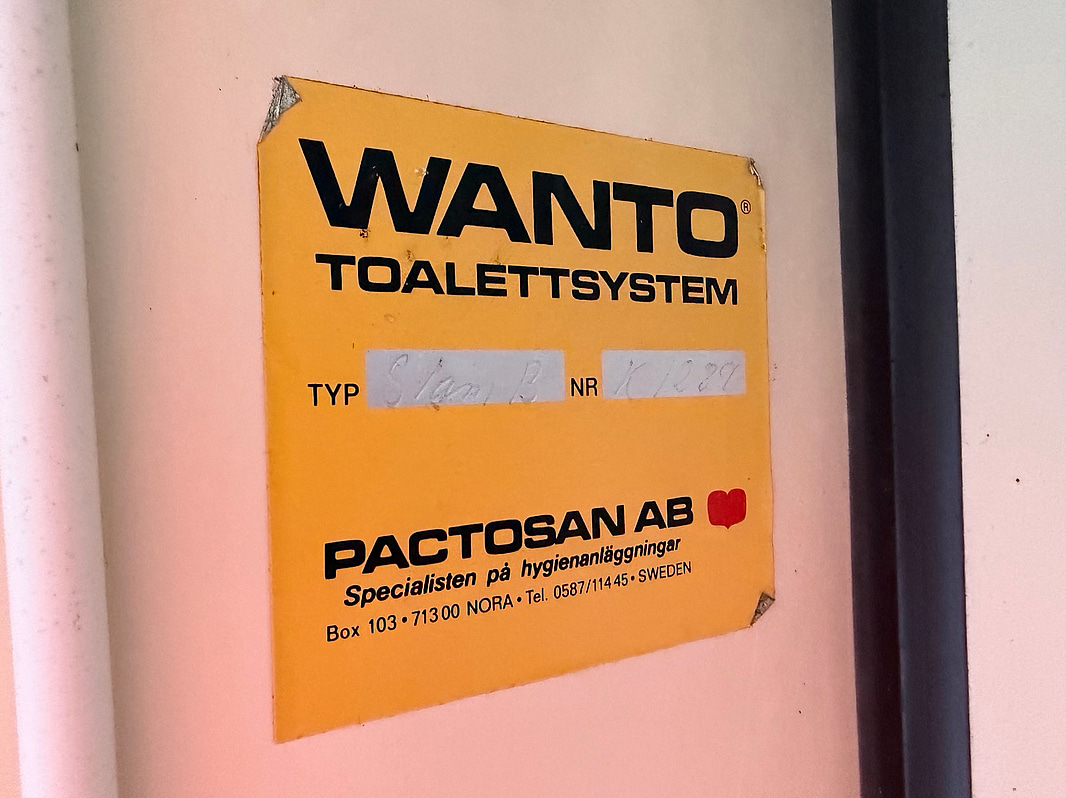 WANTO®
TOALETTSYSTEM
TYP NR
PACTOSAN AB
Specialisten på hygienanläggningar
Box 103 • 713 00 NORA • Tel. 0587/114 45 • SWEDEN